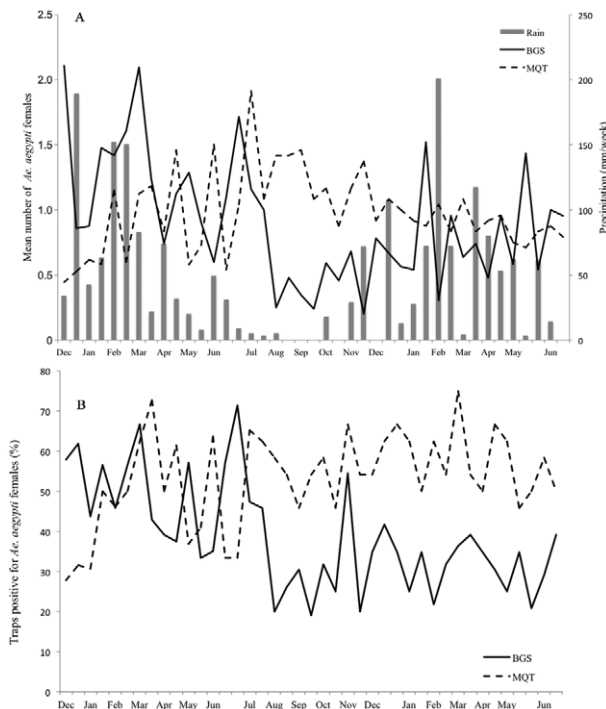 A
Rain
BGS
MQT
Mean number of Ae. aegypti females
Precipitation (mm/week)
2.5
2.0
1.5
1.0
0.5
0
250
200
150
100
50
0
Dec Jan Feb Mar Apr May Jun Jul Aug Sep Oct Nov Dec Jan Feb Mar Apr May Jun
B
Traps positive for Ae. aegypti females (%)
80
70
60
50
40
30
20
10
0
BGS
MQT
Dec Jan Feb Mar Apr May Jun Jul Aug Sep Oct Nov Dec Jan Feb Mar Apr May Jun